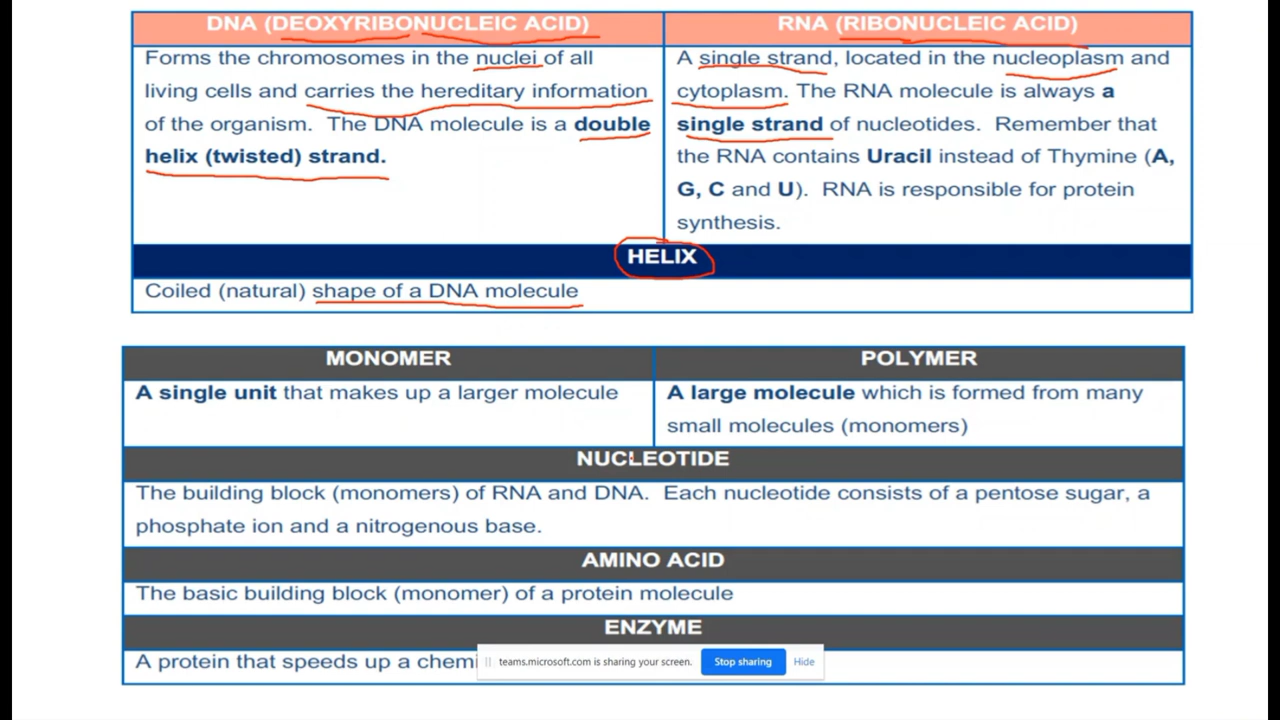 DNA (DEOXYRIBONUCLEIC ACID)
RNA (RIBONUCLEIC ACID)
Forms the chromosomes in the nuclei of all
living cells and carries the hereditary information
of the organism. The DNA molecule is a double
helix (twisted) strand.
A single strand, located in the nucleoplasm and
cytoplasm. The RNA molecule is always a
single strand of nucleotides. Remember that
the RNA contains Uracil instead of Thymine (A,
G, C and U). RNA is responsible for protein
synthesis.
HELIX
Coiled (natural) shape of a DNA molecule
MONOMER
POLYMER
A single unit that makes up a larger molecule
A large molecule which is formed from many
small molecules (monomers)
NUCLEOTIDE
The building block (monomers) of RNA and DNA. Each nucleotide consists of a pentose sugar, a
phosphate ion and a nitrogenous base.
AMINO ACID
The basic building block (monomer) of a protein molecule
ENZYME
A protein that speeds up a chemi
teams.microsoft.com is sharing your screen. Stop sharing Hide